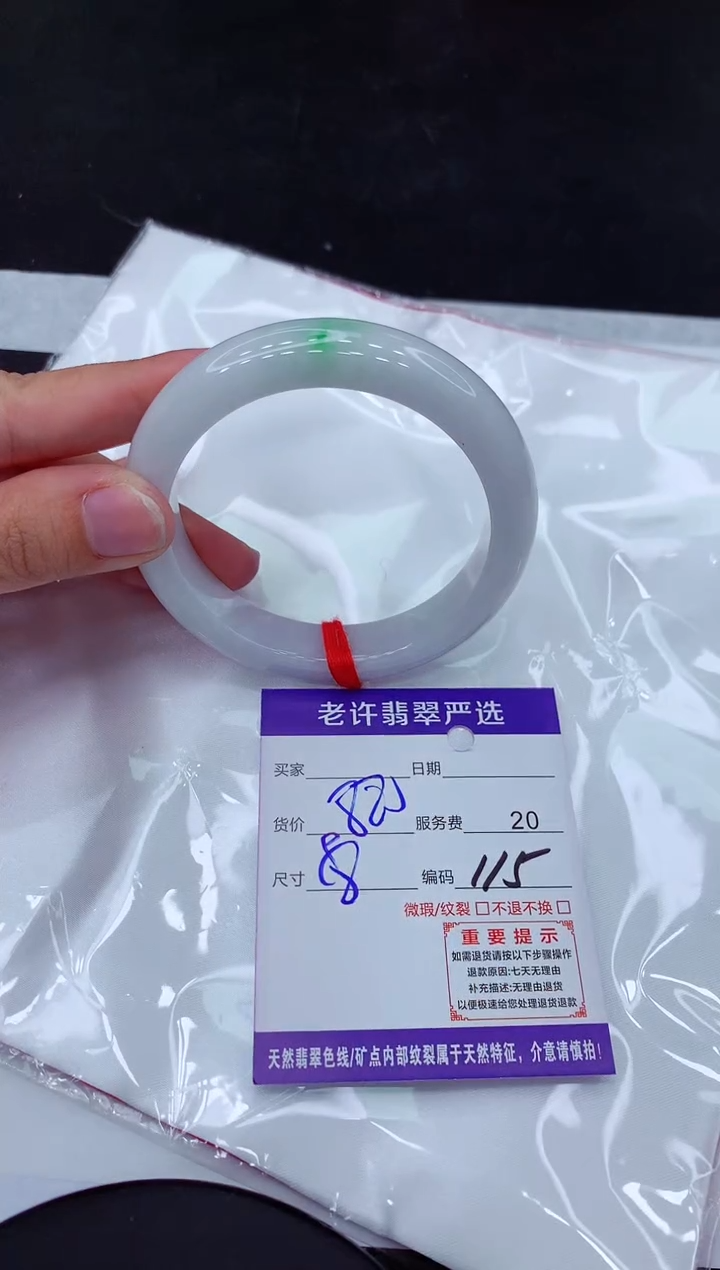 老许翡翠严选
买家 日期
货价 820 服务费 20
尺寸 8 编码 115
微瑕/纹裂 □ 不退不换 □
重要提示
如需退货请按以下步骤操作
退款原因:七天无理由
补充描述:无理由退货
以便极速给您处理退货退款
天然翡翠色线/矿点内部纹裂属于天然特征，介意请慎拍!